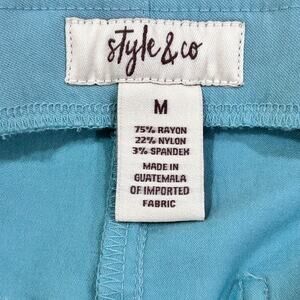 style & co
M
75% RAYON
22% NYLON
3% SPANDEX
MADE IN
GUATEMALA
OF IMPORTED
FABRIC